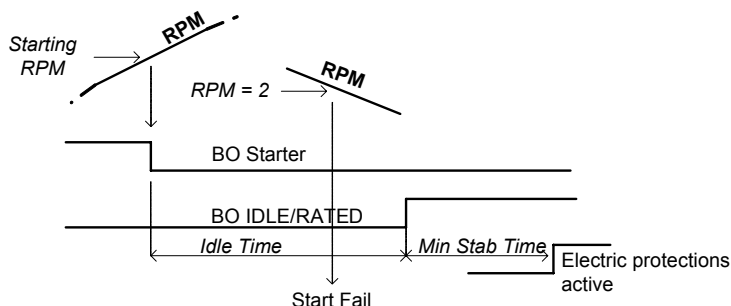 RPM
Starting
RPM
RPM
RPM = 2
BO Starter
BO IDLE/RATED
Idle Time
Min Stab Time
Electric protections
active
Start Fail